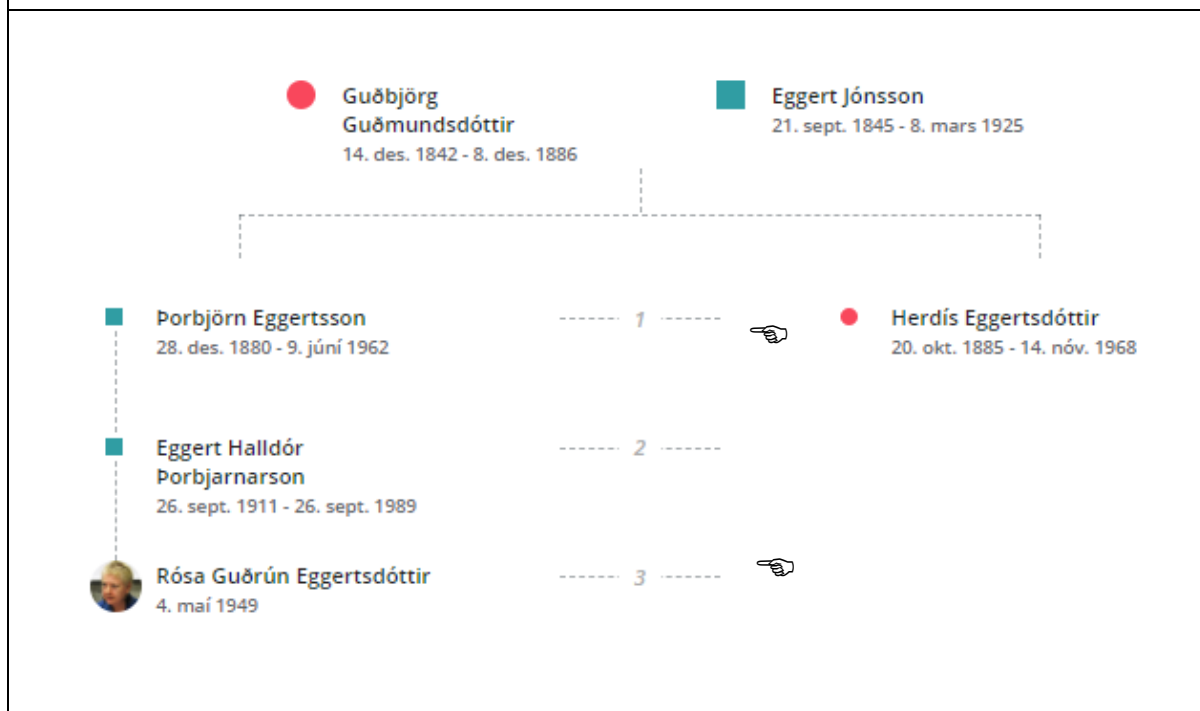 Guðbjörg
Guðmundsdóttir
14. des. 1842 - 8. des. 1886
Eggert Jónsson
21. sept. 1845 - 8. mars 1925
Þorbjörn Eggertsson
28. des. 1880 - 9. júní 1962
1
Herdís Eggertsdóttir
20. okt. 1885 - 14. nóv. 1968
Eggert Halldór
Þorbjarnarson
26. sept. 1911 - 26. sept. 1989
2
Rósa Guðrún Eggertsdóttir
4. maí 1949
3